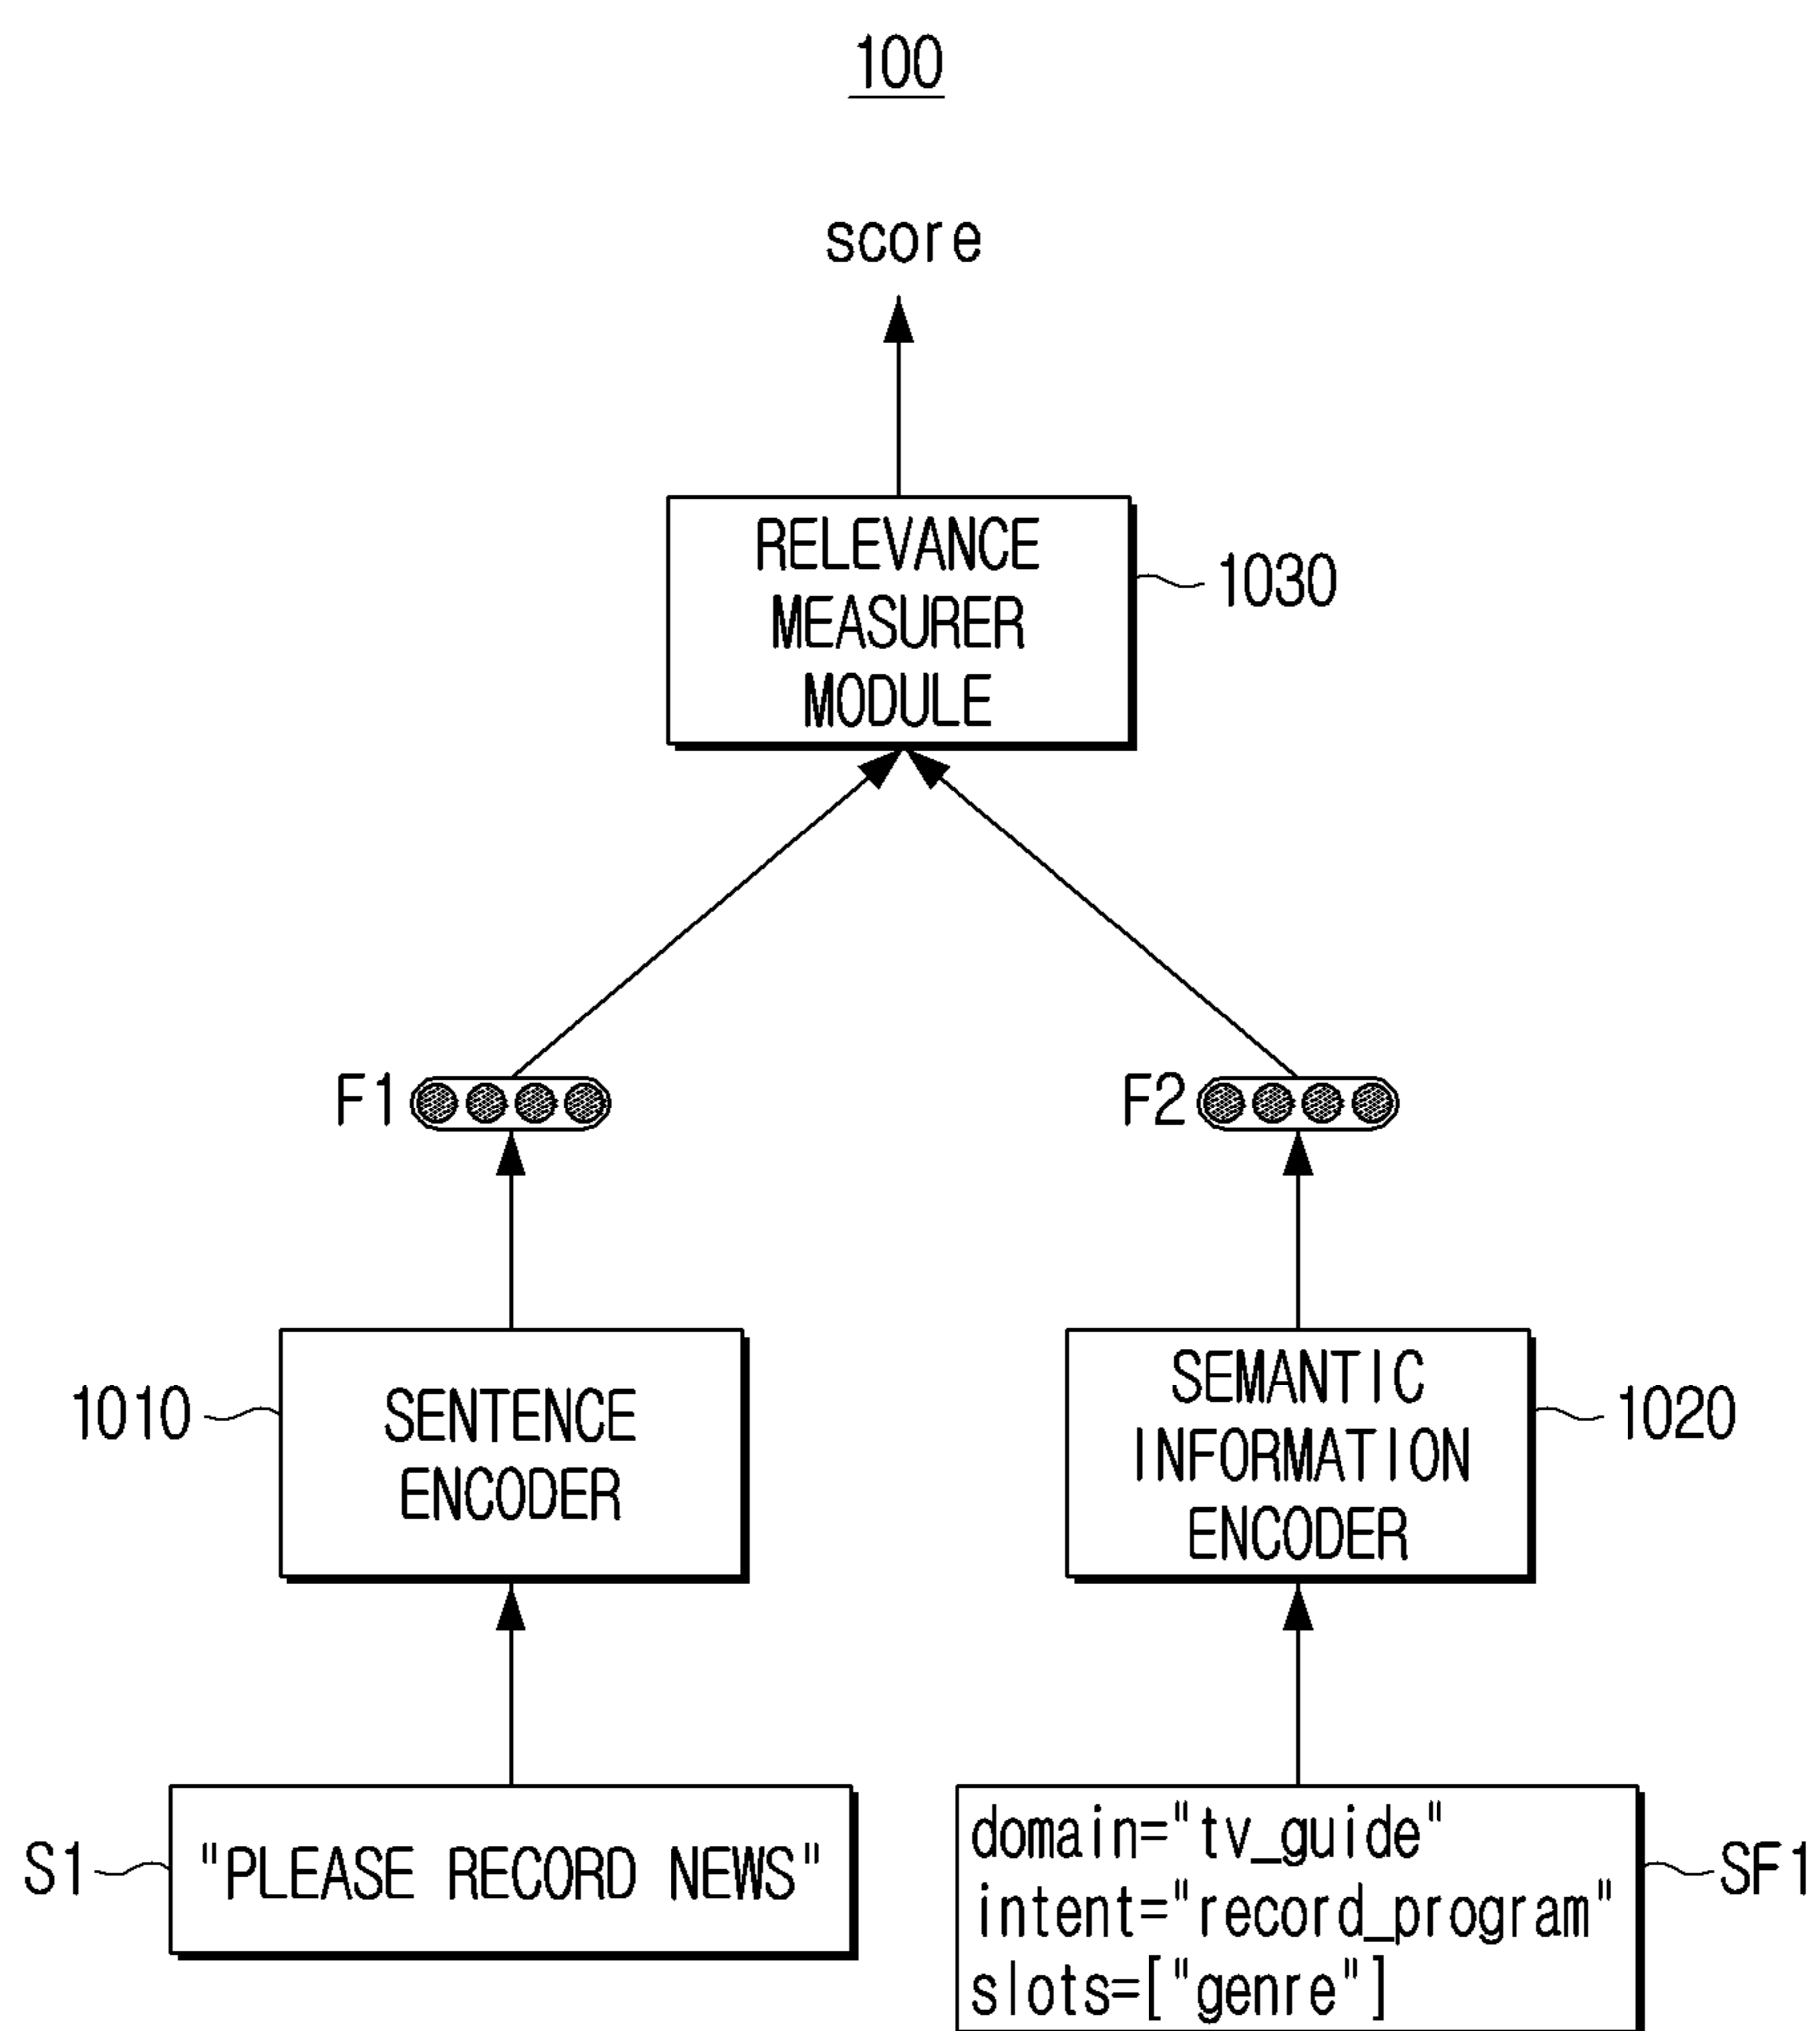 100
score
RELEVANCE
MEASURER
MODULE
1030
F1
F2
1010
SENTENCE
ENCODER
SEMANTIC
INFORMATION
ENCODER
1020
S1
"PLEASE RECORD NEWS"
domain="tv_guide"
intent="record_program"
slots=["genre"]
SF1